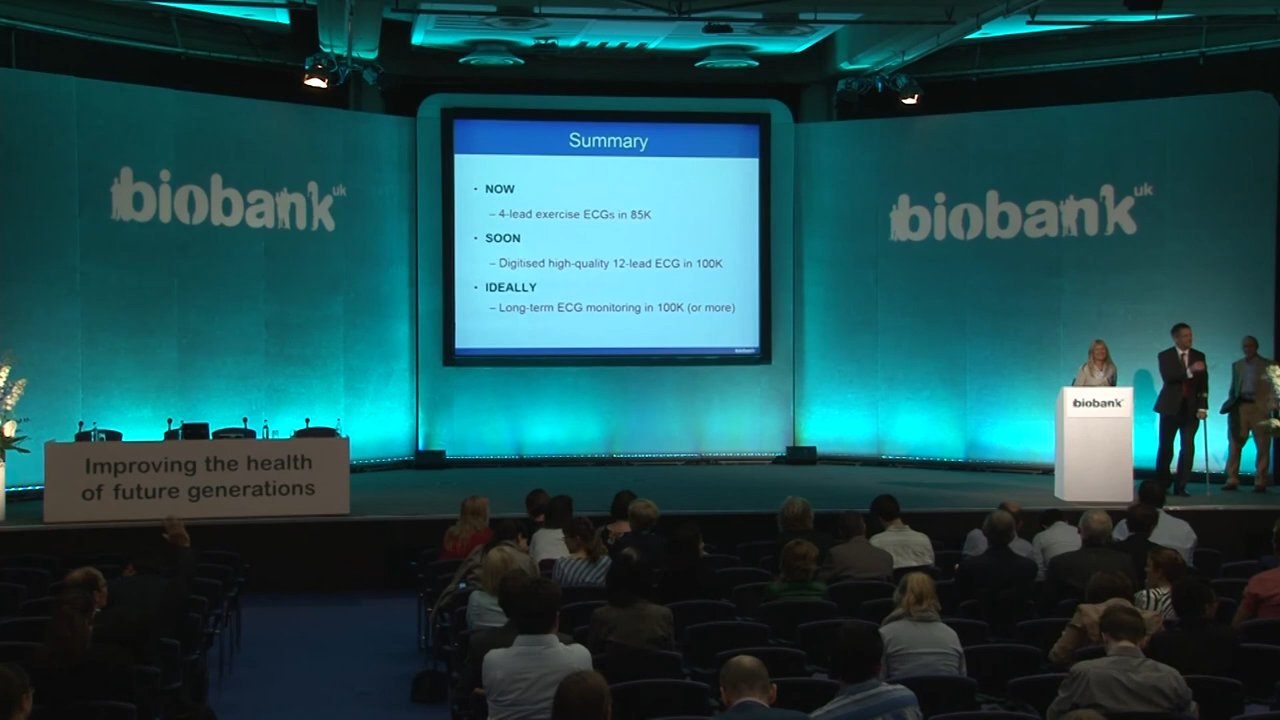 biobank uk
Summary
• NOW
– 4-lead exercise ECGs in 85K
• SOON
– Digitised high-quality 12-lead ECG in 100K
• IDEALLY
– Long-term ECG monitoring in 100K (or more)
biobank uk
biobank
Improving the health
of future generations